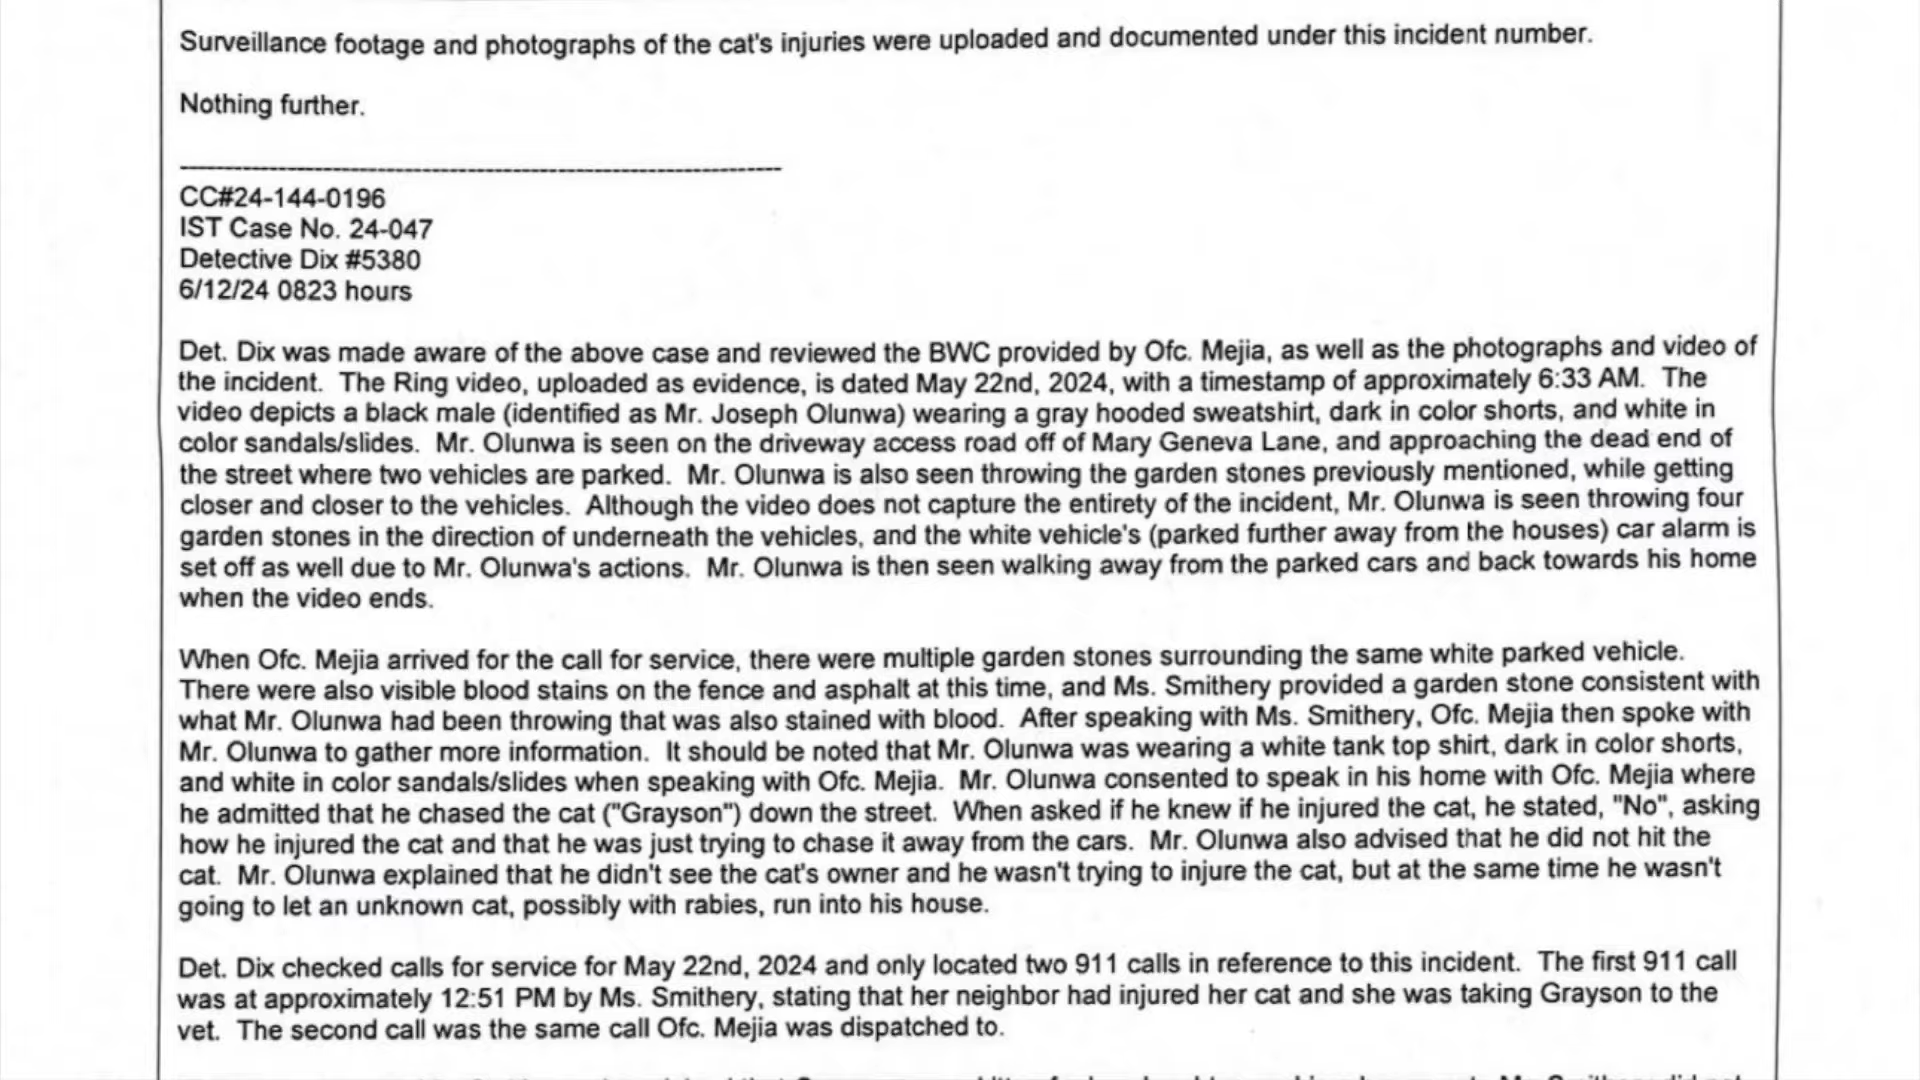 Surveillance footage and photographs of the cat's injuries were uploaded and documented under this incident number.
Nothing further.
CC#24-144-0196
IST Case No. 24-047
Detective Dix #5380
6/12/24 0823 hours
Det. Dix was made aware of the above case and reviewed the BWC provided by Ofc. Mejia, as well as the photographs and video of
the incident. The Ring video, uploaded as evidence, is dated May 22nd, 2024, with a timestamp of approximately 6:33 AM. The
video depicts a black male (identified as Mr. Joseph Olunwa) wearing a gray hooded sweatshirt, dark in color shorts, and white in
color sandals/slides. Mr. Olunwa is seen on the driveway access road off of Mary Geneva Lane, and approaching the dead end of
the street where two vehicles are parked. Mr. Olunwa is also seen throwing the garden stones previously mentioned, while getting
closer and closer to the vehicles. Although the video does not capture the entirety of the incident, Mr. Olunwa is seen throwing four
garden stones in the direction of underneath the vehicles, and the white vehicle's (parked further away from the houses) car alarm is
set off as well due to Mr. Olunwa's actions. Mr. Olunwa is then seen walking away from the parked cars and back towards his home
when the video ends.
When Ofc. Mejia arrived for the call for service, there were multiple garden stones surrounding the same white parked vehicle.
There were also visible blood stains on the fence and asphalt at this time, and Ms. Smithery provided a garden stone consistent with
what Mr. Olunwa had been throwing that was also stained with blood. After speaking with Ms. Smithery, Ofc. Mejia then spoke with
Mr. Olunwa to gather more information. It should be noted that Mr. Olunwa was wearing a white tank top shirt, dark in color shorts,
and white in color sandals/slides when speaking with Ofc. Mejia. Mr. Olunwa consented to speak in his home with Ofc. Mejia where
he admitted that he chased the cat ("Grayson") down the street. When asked if he knew if he injured the cat, he stated, "No", asking
how he injured the cat and that he was just trying to chase it away from the cars. Mr. Olunwa also advised that he did not hit the
cat. Mr. Olunwa explained that he didn't see the cat's owner and he wasn't trying to injure the cat, but at the same time he wasn't
going to let an unknown cat, possibly with rabies, run into his house.
Det. Dix checked calls for service for May 22nd, 2024 and only located two 911 calls in reference to this incident. The first 911 call
was at approximately 12:51 PM by Ms. Smithery, stating that her neighbor had injured her cat and she was taking Grayson to the
vet. The second call was the same call Ofc. Mejia was dispatched to.